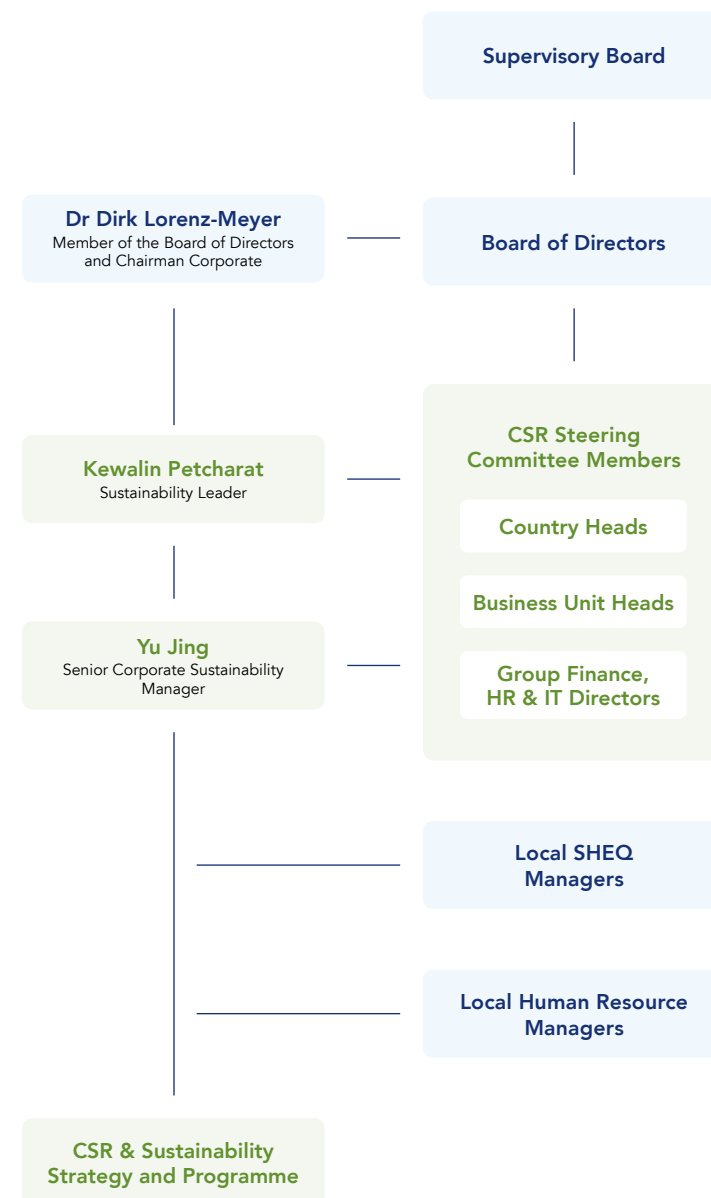 Supervisory Board
Dr Dirk Lorenz-Meyer
Member of the Board of Directors
and Chairman Corporate
Board of Directors
Kewalin Petcharat
Sustainability Leader
CSR Steering
Committee Members
Country Heads
Business Unit Heads
Group Finance,
HR & IT Directors
Yu Jing
Senior Corporate Sustainability
Manager
Local SHEQ
Managers
Local Human Resource
Managers
CSR & Sustainability
Strategy and Programme